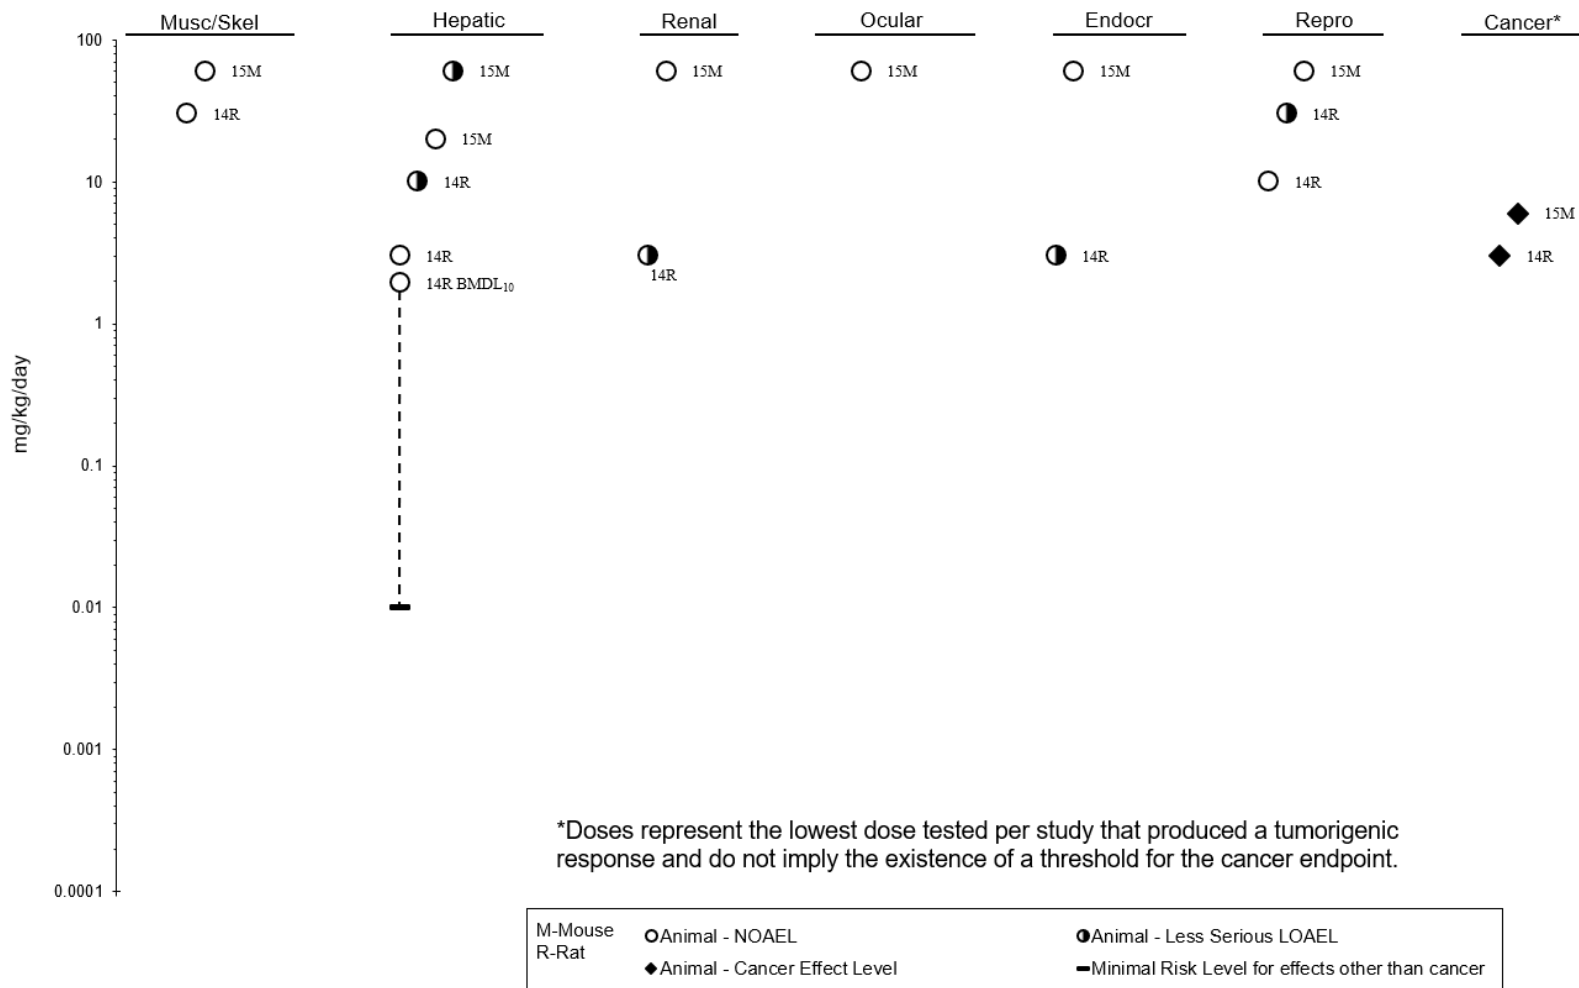 Musc/Skel Hepatic Renal Ocular Endocr Repro Cancer*
100
15M 15M 15M 15M 15M 15M
14R 14R
15M
10 14R 14R
15M
14R 14R 14R 14R
14R BMDL10
1
mg/kg/day
0.1
0.01
0.001
*Doses represent the lowest dose tested per study that produced a tumorigenic
response and do not imply the existence of a threshold for the cancer endpoint.
0.0001
M-Mouse
R-Rat
Animal - NOAEL Animal - Less Serious LOAEL
Animal - Cancer Effect Level Minimal Risk Level for effects other than cancer